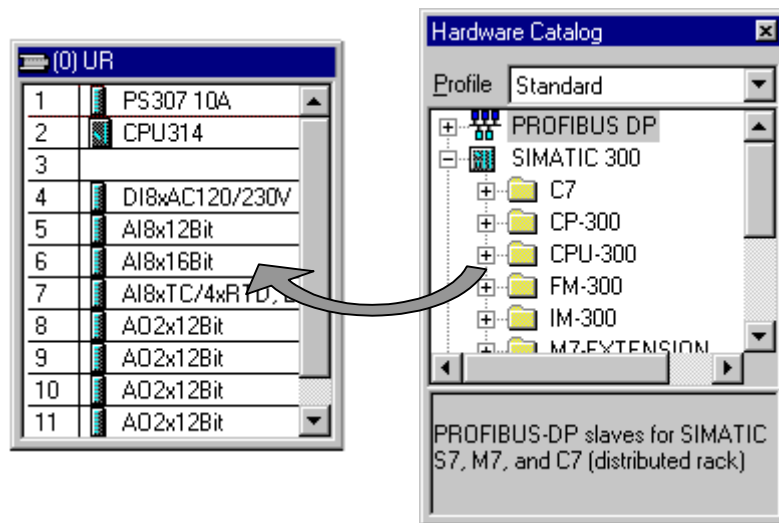 (0) UR
1 PS307 10A
2 CPU314
3
4 DI8xAC120/230V
5 AI8x12Bit
6 AI8x16Bit
7 AI8xTC/4xRTD,
8 AO2x12Bit
9 AO2x12Bit
10 AO2x12Bit
11 AO2x12Bit
Hardware Catalog
Profile Standard
PROFIBUS DP
SIMATIC 300
C7
CP-300
CPU-300
FM-300
IM-300
M7-EXTENSION
PROFIBUS-DP slaves for SIMATIC
S7, M7, and C7 (distributed rack)